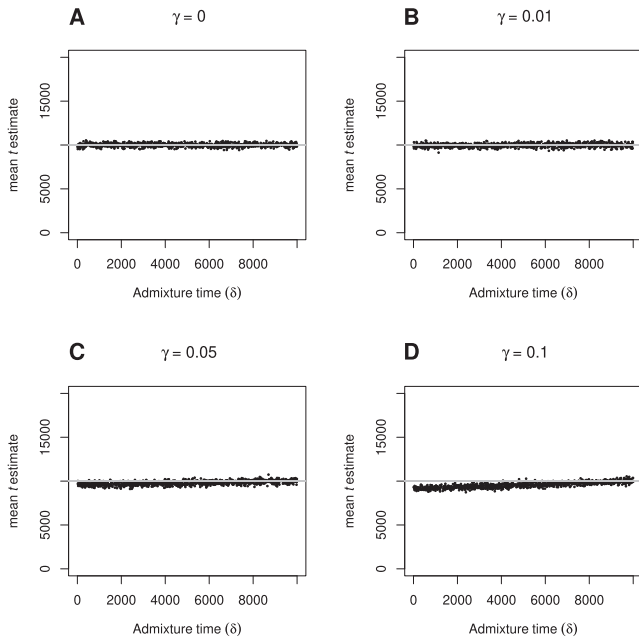 A
γ = 0
mean t estimate
15000
5000
0
0 2000 4000 6000 8000
Admixture time (δ)
B
γ = 0.01
mean t estimate
15000
5000
0
0 2000 4000 6000 8000
Admixture time (δ)
C
γ = 0.05
mean t estimate
15000
5000
0
0 2000 4000 6000 8000
Admixture time (δ)
D
γ = 0.1
mean t estimate
15000
5000
0
0 2000 4000 6000 8000
Admixture time (δ)